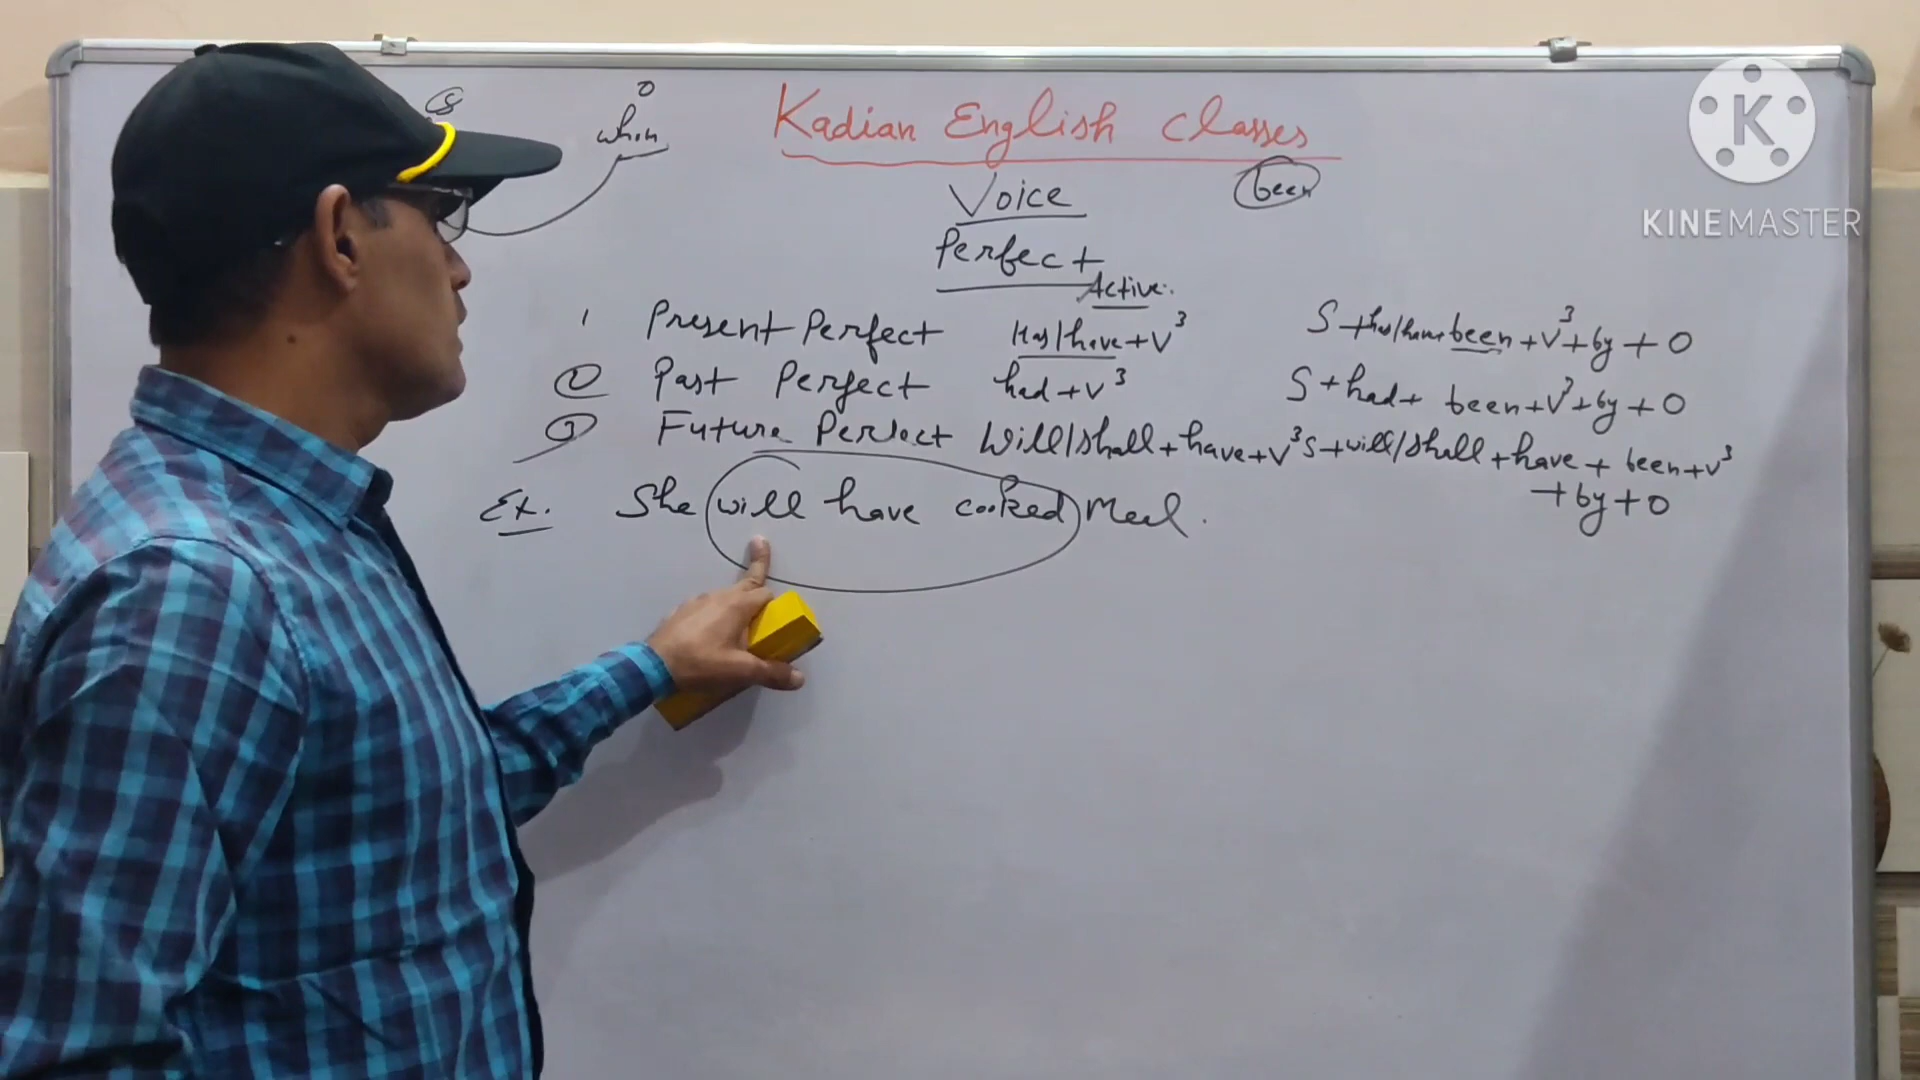 S O
whom
Kadian English Classes
Voice been
Perfect
Active
1 Present Perfect Has/have + V³ S + has/have been + V³ + by + O
② Past Perfect had + V³ S + had + been + V³ + by + O
③ Future Perfect Will/shall + have + V³ S + will/shall + have + been + V³
+ by + O
Ex. She will have cooked Meal.
K
KINEMASTER